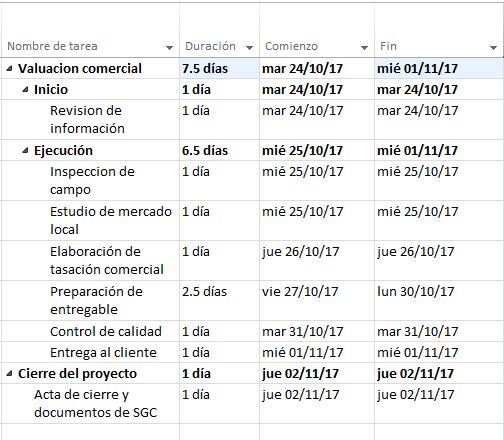 Nombre de tarea Duración Comienzo Fin
Valuacion comercial 7.5 días mar 24/10/17 mié 01/11/17
Inicio 1 día mar 24/10/17 mar 24/10/17
Revision de 1 día mar 24/10/17 mar 24/10/17
información
Ejecución 6.5 días mié 25/10/17 mié 01/11/17
Inspeccion de 1 día mié 25/10/17 mié 25/10/17
campo
Estudio de mercado 1 día mié 25/10/17 mié 25/10/17
local
Elaboración de 1 día jue 26/10/17 jue 26/10/17
tasación comercial
Preparación de 2.5 días vie 27/10/17 lun 30/10/17
entregable
Control de calidad 1 día mar 31/10/17 mar 31/10/17
Entrega al cliente 1 día mié 01/11/17 mié 01/11/17
Cierre del proyecto 1 día jue 02/11/17 jue 02/11/17
Acta de cierre y 1 día jue 02/11/17 jue 02/11/17
documentos de SGC